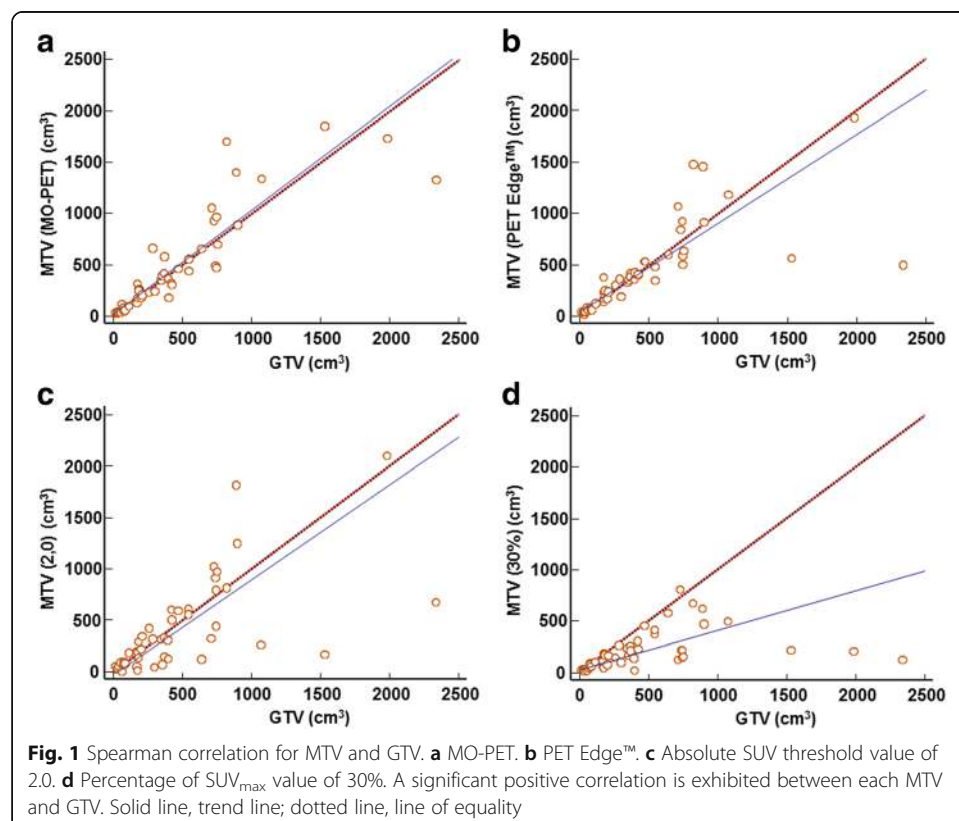 a
2500
2000
1500
1000
500
0
MTV (MO-PET) (cm³)
0 500 1000 1500 2000 2500
GTV (cm³)
b
2500
2000
1500
1000
500
0
MTV (PET Edge™) (cm³)
0 500 1000 1500 2000 2500
GTV (cm³)
c
2500
2000
1500
1000
500
0
MTV (2,0) (cm³)
0 500 1000 1500 2000 2500
GTV (cm³)
d
2500
2000
1500
1000
500
0
MTV (30%) (cm³)
0 500 1000 1500 2000 2500
GTV (cm³)
Fig. 1 Spearman correlation for MTV and GTV. a MO-PET. b PET Edge™. c Absolute SUV threshold value of
2.0. d Percentage of SUVmax value of 30%. A significant positive correlation is exhibited between each MTV
and GTV. Solid line, trend line; dotted line, line of equality